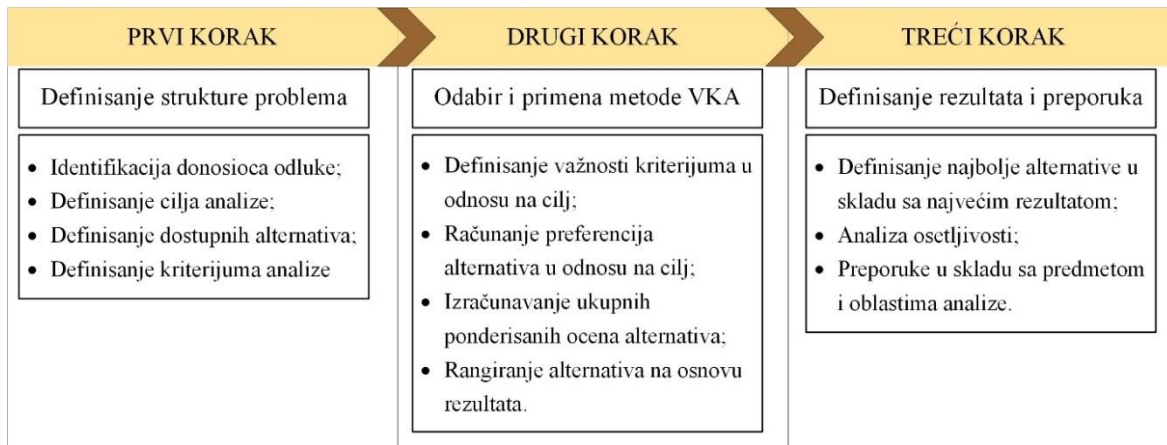 PRVI KORAK
DRUGI KORAK
TREĆI KORAK
Definisanje strukture problema
• Identifikacija donosioca odluke;
• Definisanje cilja analize;
• Definisanje dostupnih alternativa;
• Definisanje kriterijuma analize
Odabir i primena metode VKA
• Definisanje važnosti kriterijuma u
odnosu na cilj;
• Računanje preferencija
alternativa u odnosu na cilj;
• Izračunavanje ukupnih
ponderisanih ocena alternativa;
• Rangiranje alternativa na osnovu
rezultata.
Definisanje rezultata i preporuka
• Definisanje najbolje alternative u
skladu sa najvećim rezultatom;
• Analiza osetljivosti;
• Preporuke u skladu sa predmetom
i oblastima analize.